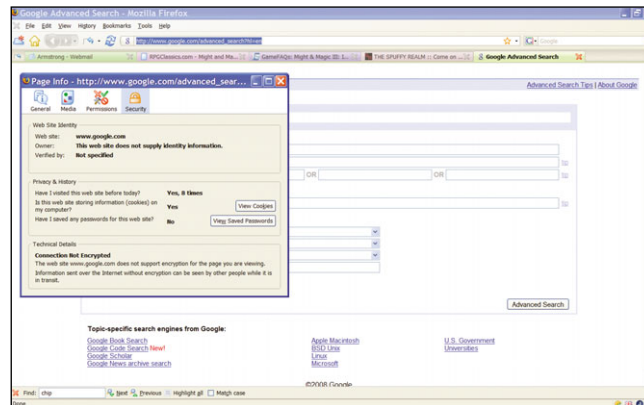 Google Advanced Search - Mozilla Firefox
File Edit View History Bookmarks Tools Help
http://www.google.com/advanced_search?hl=en
Google
Armstrong - Webmail
RPGClassics.com - Might and Ma...
GameFAQs: Might & Magic III: I...
THE SPUFFY REALM :: Come on ...
Google Advanced Search
Page Info - http://www.google.com/advanced_sear...
Advanced Search Tips | About Google
General Media Permissions Security
Web Site Identity
Web site: www.google.com
Owner: This web site does not supply identity information.
Verified by: Not specified
OR OR
Privacy & History
Have I visited this web site before today? Yes, 8 times
Is this web site storing information (cookies) on
my computer? Yes View Cookies
Have I saved any passwords for this web site? No View Saved Passwords
Technical Details
Connection Not Encrypted
The web site www.google.com does not support encryption for the page you are viewing.
Information sent over the Internet without encryption can be seen by other people while it is
in transit.
Advanced Search
Topic-specific search engines from Google:
Google Book Search Apple Macintosh U.S. Government
Google Code Search New! BSD Unix Universities
Google Scholar Linux
Google News archive search Microsoft
©2008 Google
Find: chip Next Previous Highlight all Match case
Done